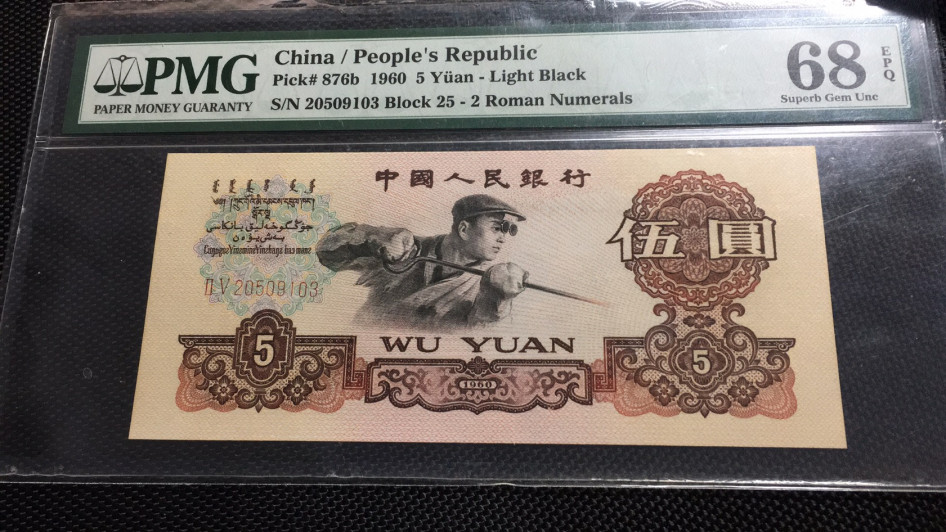 PMG
PAPER MONEY GUARANTY
China / People's Republic
Pick# 876b 1960 5 Yüan - Light Black
S/N 20509103 Block 25 - 2 Roman Numerals
68 EPQ
Superb Gem Unc
中國人民銀行
伍圓
II V 20509103
5
WU YUAN
1960
5